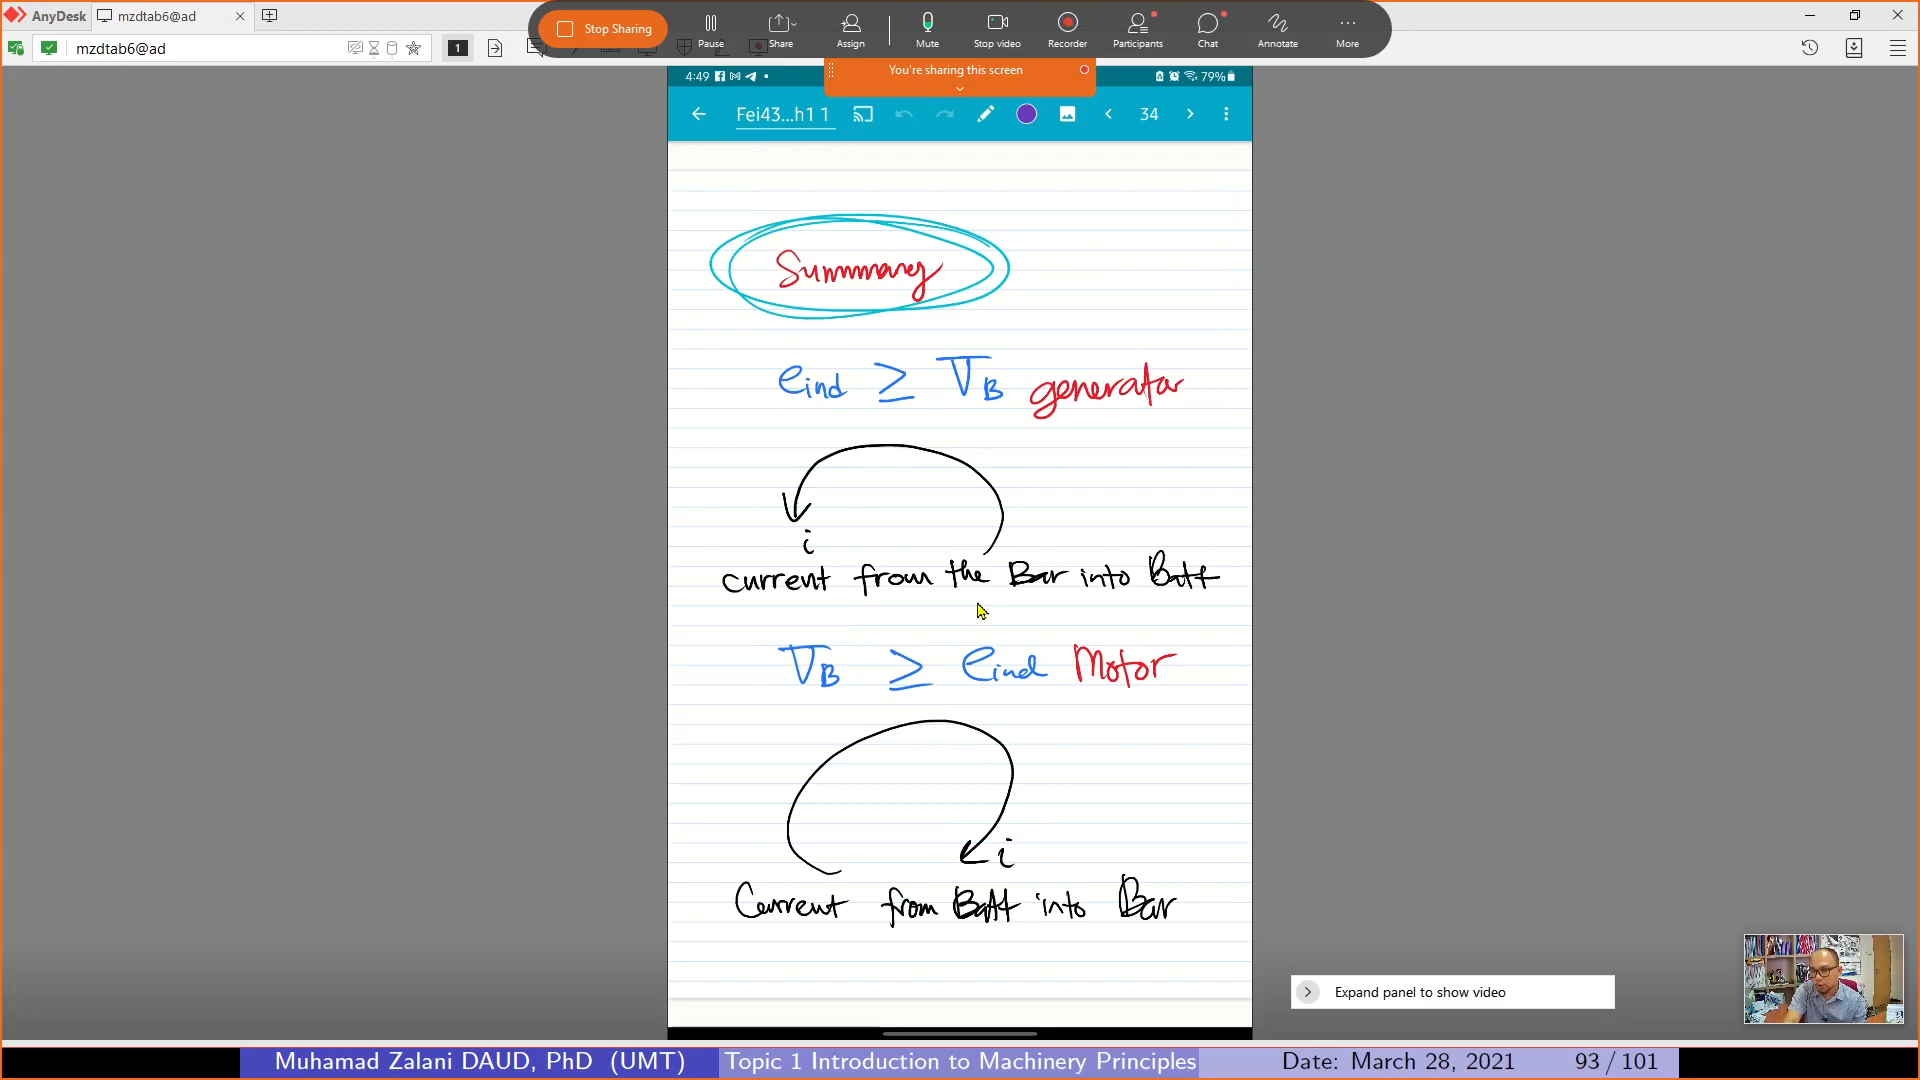 AnyDesk
mzdtab6@ad
mzdtab6@ad
1
Stop Sharing
Pause
Share
Assign
Mute
Stop video
Recorder
Participants
Chat
Annotate
More
You're sharing this screen
4:49
79%
Fei43...h1 1
34
Summary
eind ≥ VB generator
i
current from the Bar into Batt
VB ≥ eind Motor
i
Current from Batt into Bar
Expand panel to show video
Muhamad Zalani DAUD, PhD (UMT)
Topic 1 Introduction to Machinery Principles
Date: March 28, 2021
93 / 101